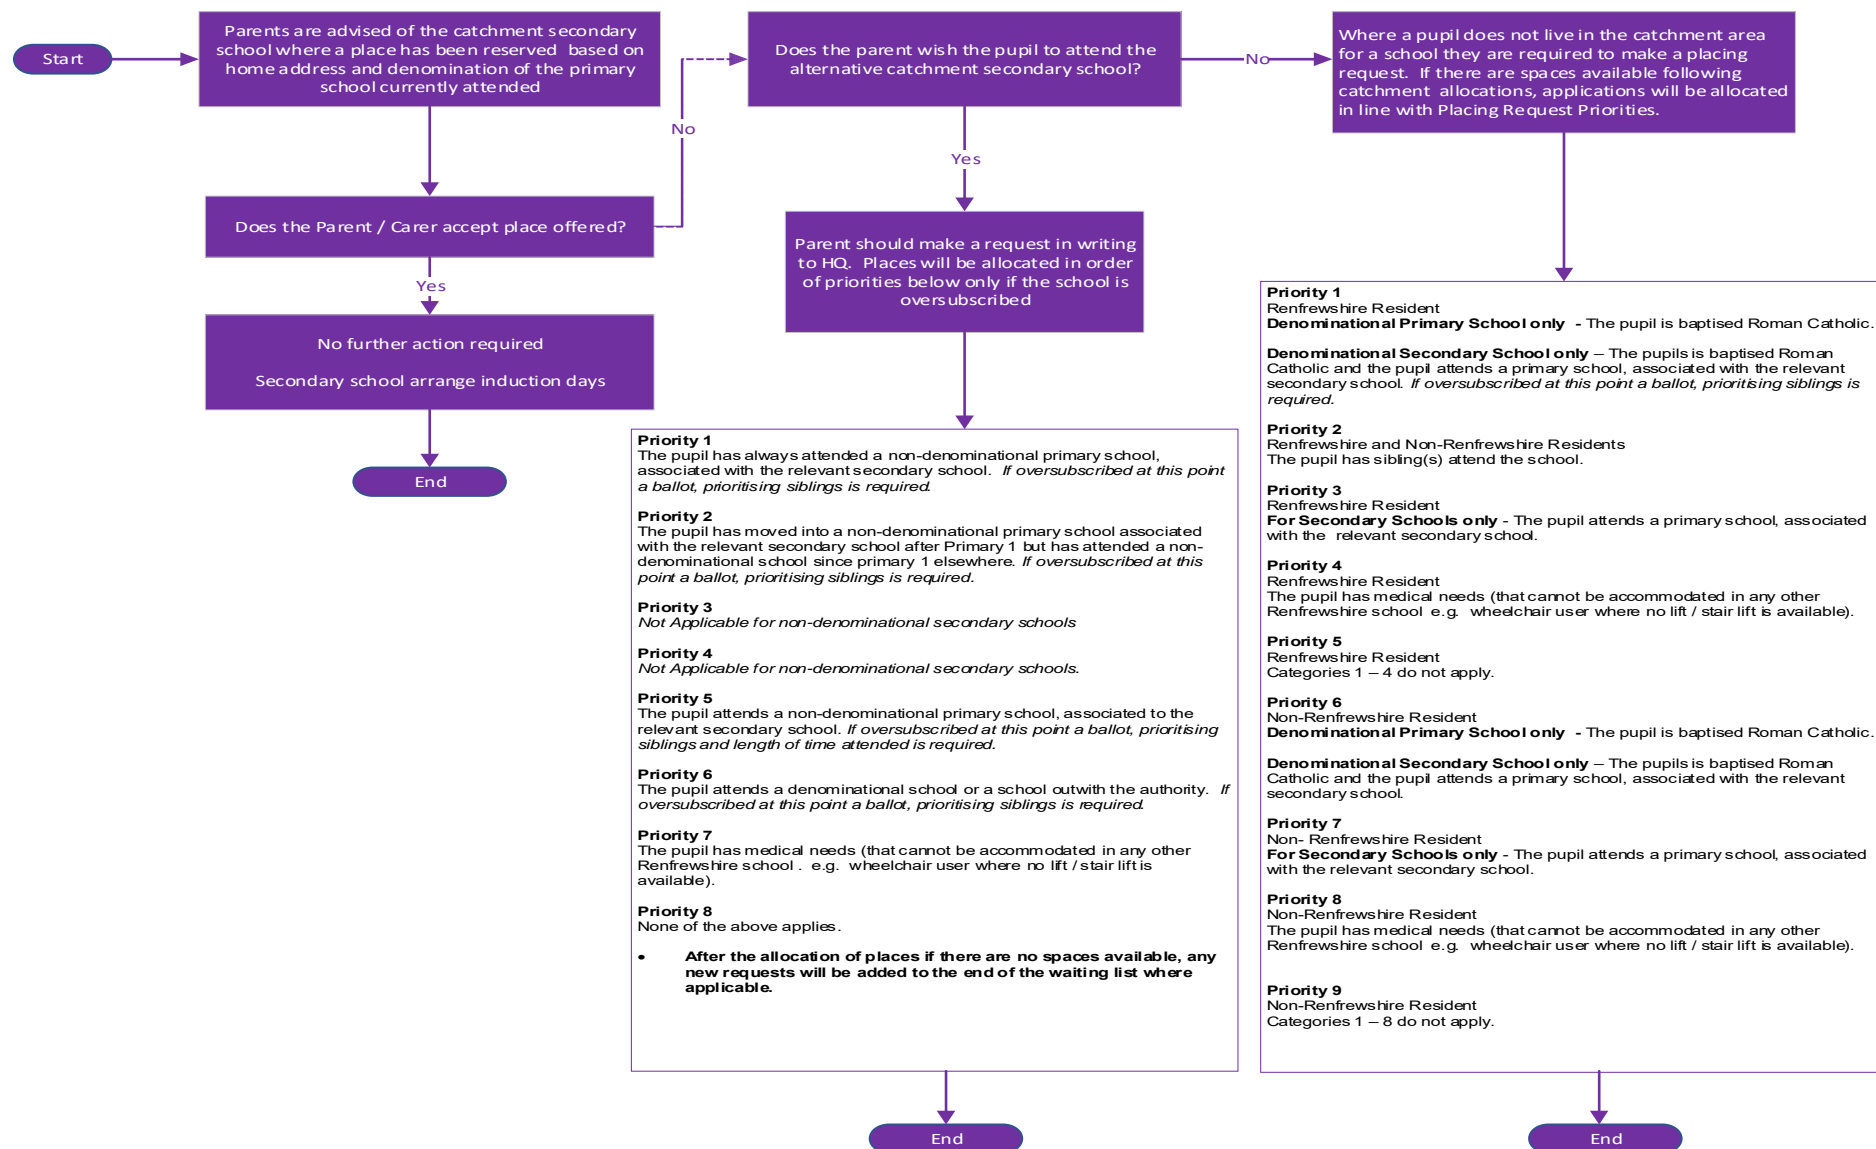 Start
Parents are advised of the catchment secondary
school where a place has been reserved based on
home address and denomination of the primary
school currently attended
Does the Parent / Carer accept place offered?
Yes
No further action required
Secondary school arrange induction days
End
No
Does the parent wish the pupil to attend the
alternative catchment secondary school?
Yes
Parent should make a request in writing
to HQ. Places will be allocated in order
of priorities below only if the school is
oversubscribed
Priority 1
The pupil has always attended a non-denominational primary school,
associated with the relevant secondary school. If oversubscribed at this point
a ballot, prioritising siblings is required.
Priority 2
The pupil has moved into a non-denominational primary school associated
with the relevant secondary school after Primary 1 but has attended a non-
denominational school since primary 1 elsewhere. If oversubscribed at this
point a ballot, prioritising siblings is required.
Priority 3
Not Applicable for non-denominational secondary schools
Priority 4
Not Applicable for non-denominational secondary schools.
Priority 5
The pupil attends a non-denominational primary school, associated to the
relevant secondary school. If oversubscribed at this point a ballot, prioritising
siblings and length of time attended is required.
Priority 6
The pupil attends a denominational school or a school outwith the authority. If
oversubscribed at this point a ballot, prioritising siblings is required.
Priority 7
The pupil has medical needs (that cannot be accommodated in any other
Renfrewshire school . e.g. wheelchair user where no lift / stair lift is
available).
Priority 8
None of the above applies.
• After the allocation of places if there are no spaces available, any
new requests will be added to the end of the waiting list where
applicable.
End
No
Where a pupil does not live in the catchment area
for a school they are required to make a placing
request. If there are spaces available following
catchment allocations, applications will be allocated
in line with Placing Request Priorities.
Priority 1
Renfrewshire Resident
Denominational Primary School only - The pupil is baptised Roman Catholic.
Denominational Secondary School only – The pupils is baptised Roman
Catholic and the pupil attends a primary school, associated with the relevant
secondary school. If oversubscribed at this point a ballot, prioritising siblings is
required.
Priority 2
Renfrewshire and Non-Renfrewshire Residents
The pupil has sibling(s) attend the school.
Priority 3
Renfrewshire Resident
For Secondary Schools only - The pupil attends a primary school, associated
with the relevant secondary school.
Priority 4
Renfrewshire Resident
The pupil has medical needs (that cannot be accommodated in any other
Renfrewshire school e.g. wheelchair user where no lift / stair lift is available).
Priority 5
Renfrewshire Resident
Categories 1 – 4 do not apply.
Priority 6
Non-Renfrewshire Resident
Denominational Primary School only - The pupil is baptised Roman Catholic.
Denominational Secondary School only – The pupils is baptised Roman
Catholic and the pupil attends a primary school, associated with the relevant
secondary school.
Priority 7
Non- Renfrewshire Resident
For Secondary Schools only - The pupil attends a primary school, associated
with the relevant secondary school.
Priority 8
Non-Renfrewshire Resident
The pupil has medical needs (that cannot be accommodated in any other
Renfrewshire school e.g. wheelchair user where no lift / stair lift is available).
Priority 9
Non-Renfrewshire Resident
Categories 1 – 8 do not apply.
End